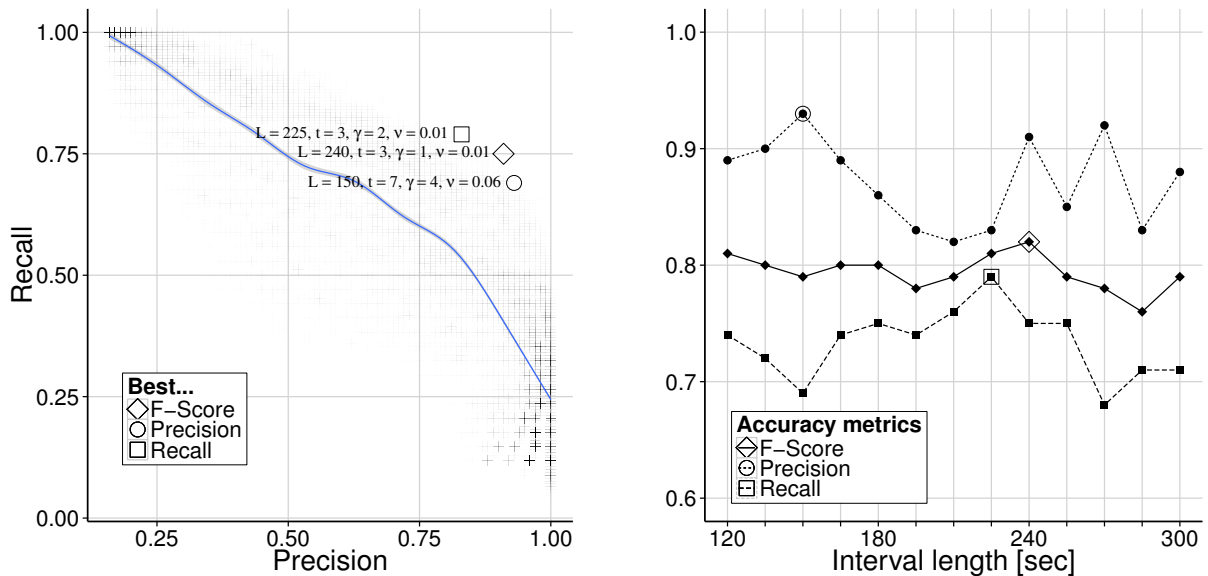 1.00
0.75
0.50
0.25
0.00
Recall
L = 225, t = 3, γ = 2, ν = 0.01
L = 240, t = 3, γ = 1, ν = 0.01
L = 150, t = 7, γ = 4, ν = 0.06
Best...
F−Score
Precision
Recall
0.25 0.50 0.75 1.00
Precision
1.0
0.9
0.8
0.7
0.6
Accuracy metrics
F−Score
Precision
Recall
120 180 240 300
Interval length [sec]